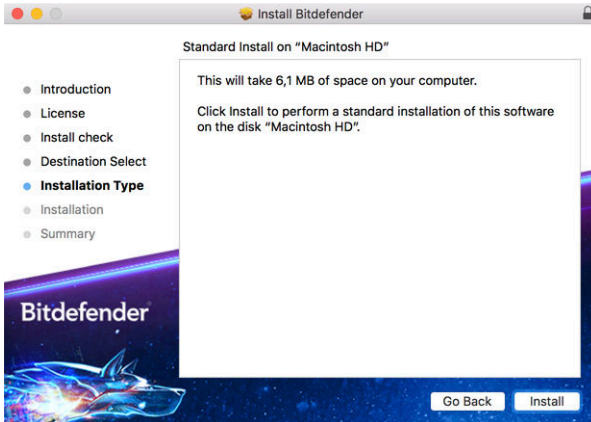 Install Bitdefender
Standard Install on “Macintosh HD”
Introduction
License
Install check
Destination Select
Installation Type
Installation
Summary
This will take 6,1 MB of space on your computer.
Click Install to perform a standard installation of this software
on the disk “Macintosh HD”.
Bitdefender
Go Back
Install